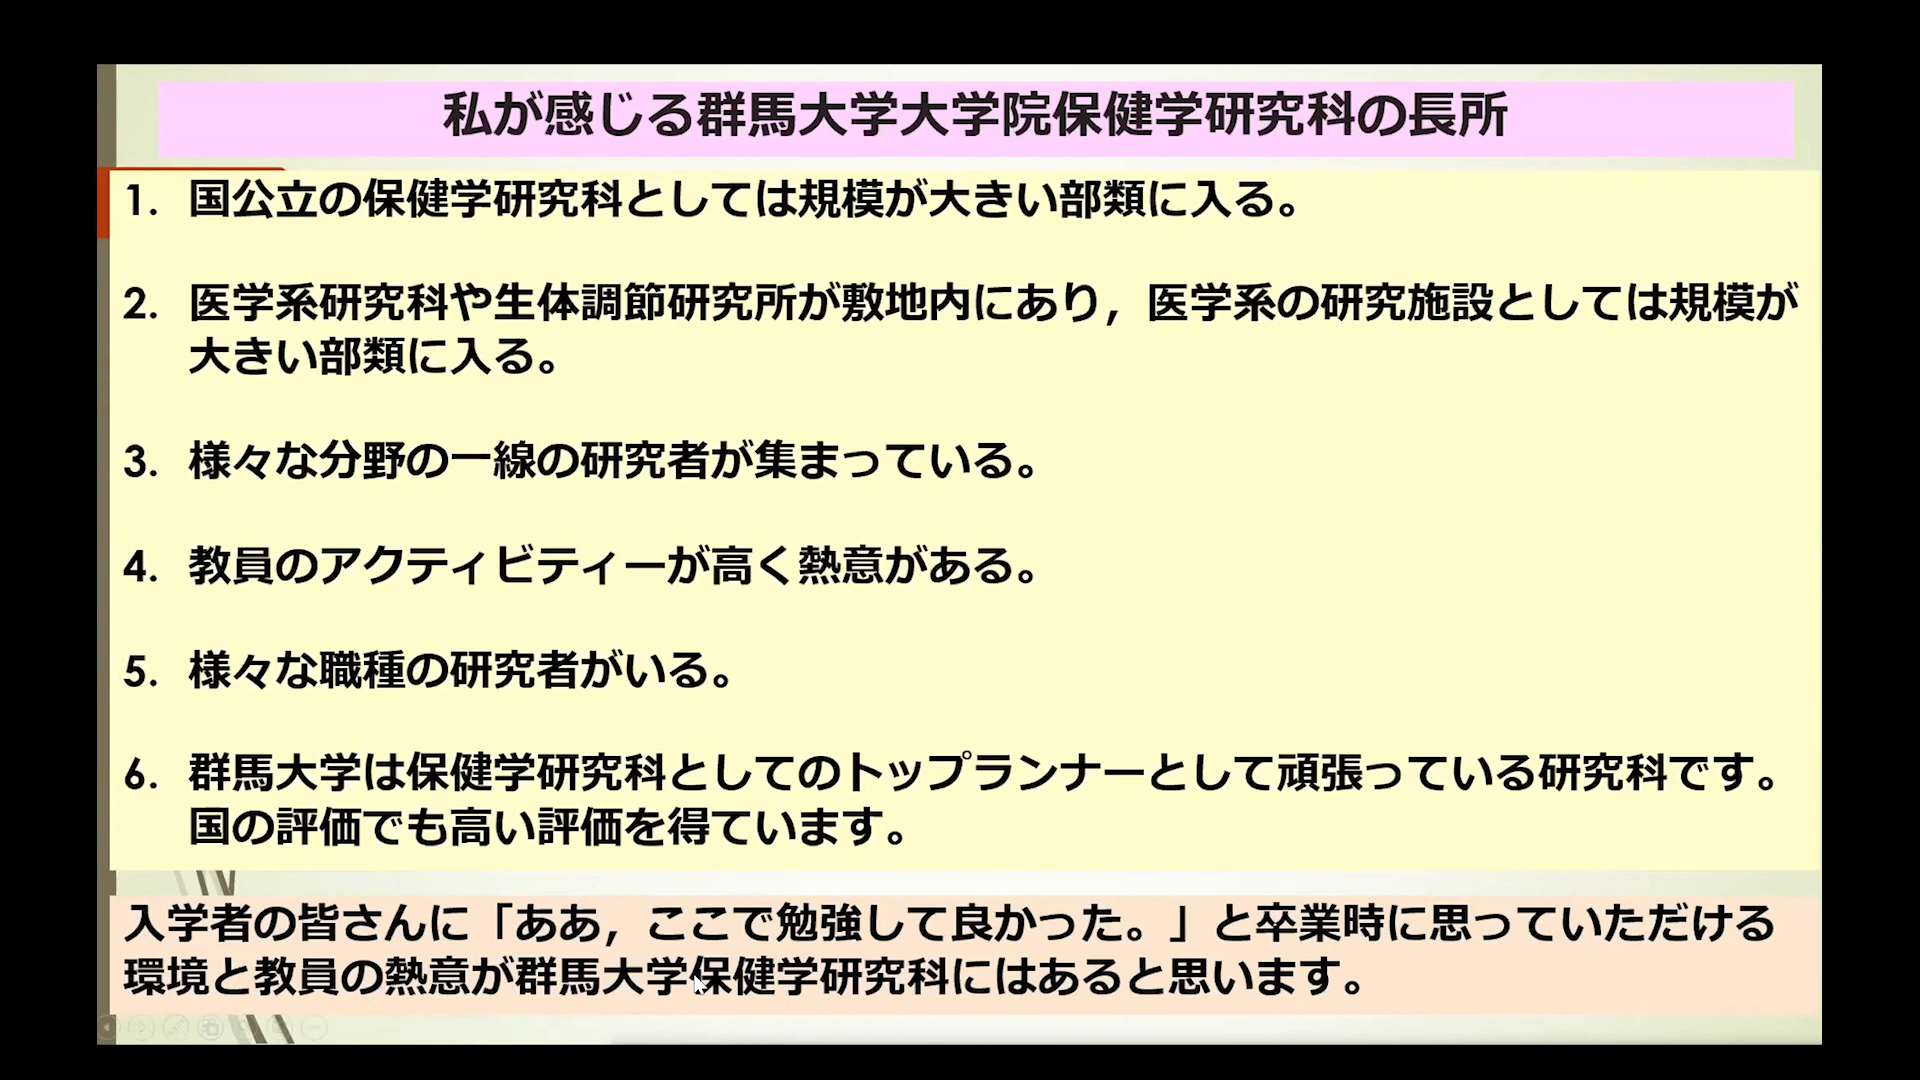 私が感じる群馬大学大学院保健学研究科の長所
1. 国公立の保健学研究科としては規模が大きい部類に入る。
2. 医学系研究科や生体調節研究所が敷地内にあり，医学系の研究施設としては規模が
大きい部類に入る。
3. 様々な分野の一線の研究者が集まっている。
4. 教員のアクティビティーが高く熱意がある。
5. 様々な職種の研究者がいる。
6. 群馬大学は保健学研究科としてのトップランナーとして頑張っている研究科です。
国の評価でも高い評価を得ています。
入学者の皆さんに「ああ，ここで勉強して良かった。」と卒業時に思っていただける
環境と教員の熱意が群馬大学保健学研究科にはあると思います。